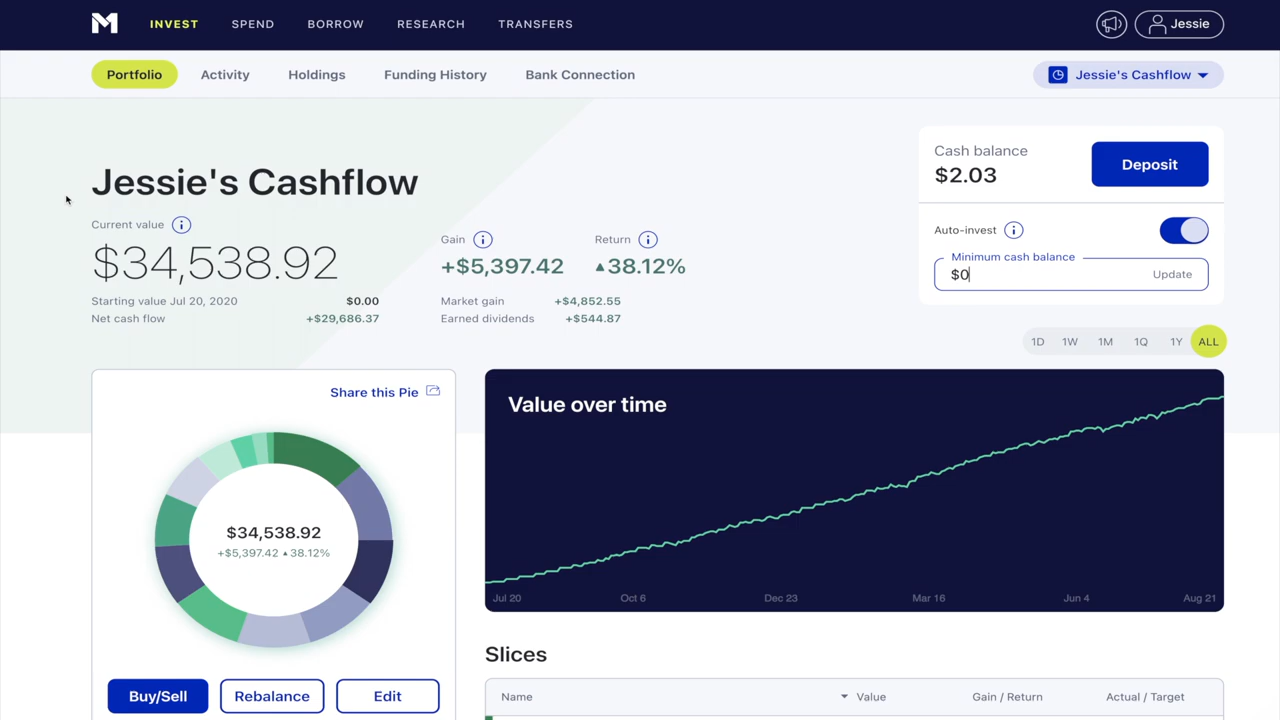 INVEST SPEND BORROW RESEARCH TRANSFERS Jessie
Portfolio Activity Holdings Funding History Bank Connection Jessie's Cashflow
Cash balance
$2.03
Deposit
Jessie's Cashflow
Current value
$34,538.92
Starting value Jul 20, 2020 $0.00
Net cash flow +$29,686.37
Gain Return
+$5,397.42 ▲38.12%
Market gain +$4,852.55
Earned dividends +$544.87
Auto-invest
Minimum cash balance
$0 Update
1D 1W 1M 1Q 1Y ALL
Share this Pie
$34,538.92
+$5,397.42 ▲38.12%
Buy/Sell Rebalance Edit
Value over time
Jul 20 Oct 6 Dec 23 Mar 16 Jun 4 Aug 21
Slices
Name Value Gain / Return Actual / Target